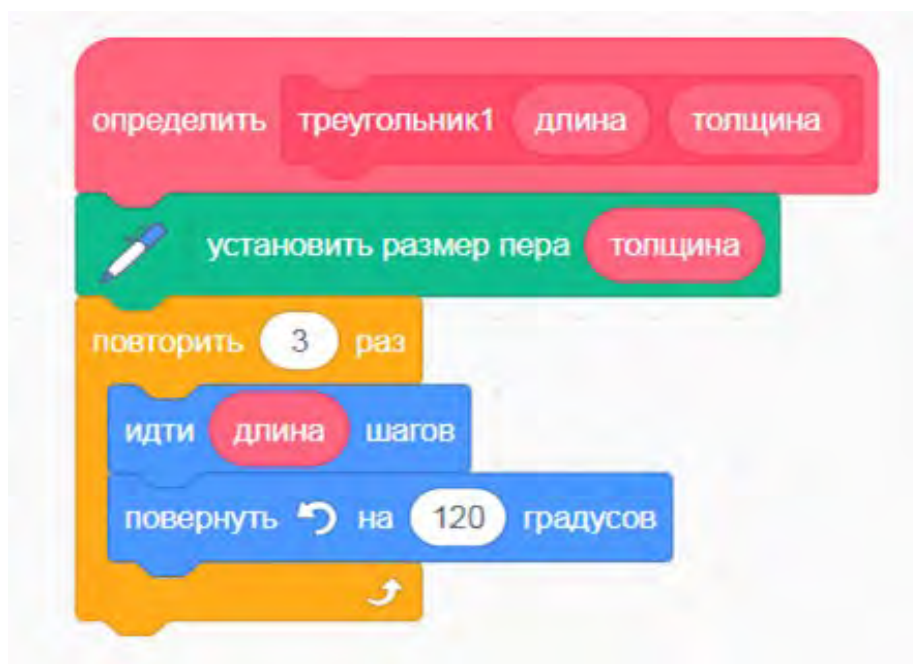 определить треугольник1 длина толщина
установить размер пера толщина
повторить 3 раз
идти длина шагов
повернуть на 120 градусов